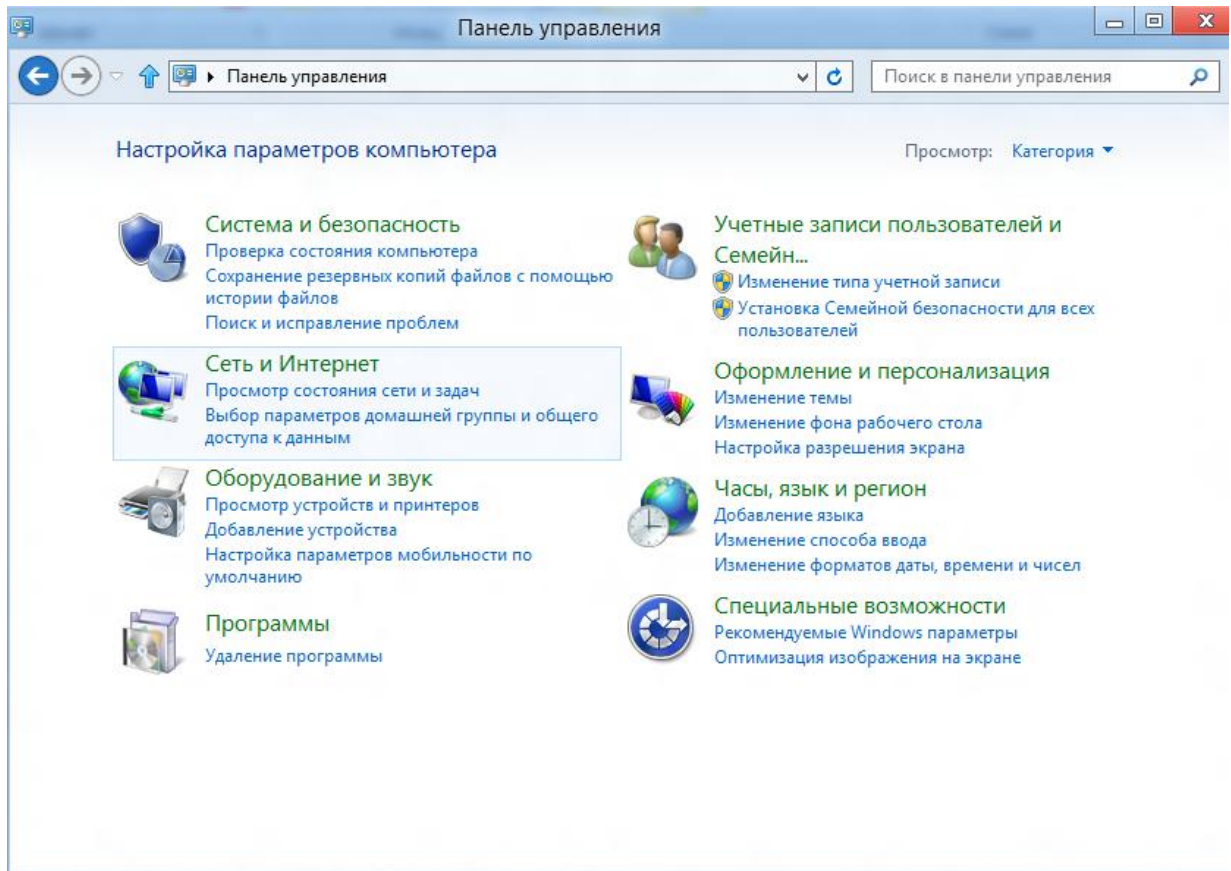 Панель управления
Панель управления
Поиск в панели управления
Настройка параметров компьютера
Просмотр: Категория
Система и безопасность
Проверка состояния компьютера
Сохранение резервных копий файлов с помощью
истории файлов
Поиск и исправление проблем
Сеть и Интернет
Просмотр состояния сети и задач
Выбор параметров домашней группы и общего
доступа к данным
Оборудование и звук
Просмотр устройств и принтеров
Добавление устройства
Настройка параметров мобильности по
умолчанию
Программы
Удаление программы
Учетные записи пользователей и
Семейн...
Изменение типа учетной записи
Установка Семейной безопасности для всех
пользователей
Оформление и персонализация
Изменение темы
Изменение фона рабочего стола
Настройка разрешения экрана
Часы, язык и регион
Добавление языка
Изменение способа ввода
Изменение форматов даты, времени и чисел
Специальные возможности
Рекомендуемые Windows параметры
Оптимизация изображения на экране